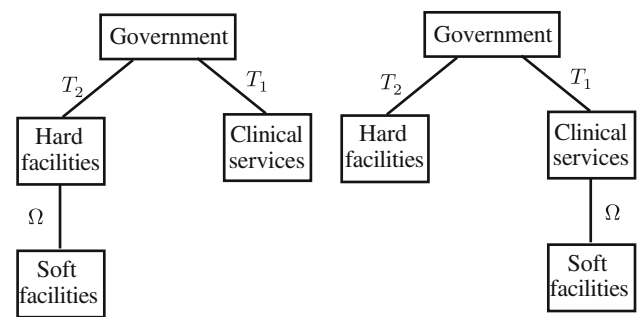 Government
T₂
T₁
Hard
facilities
Clinical
services
Ω
Soft
facilities
Government
T₂
T₁
Hard
facilities
Clinical
services
Ω
Soft
facilities